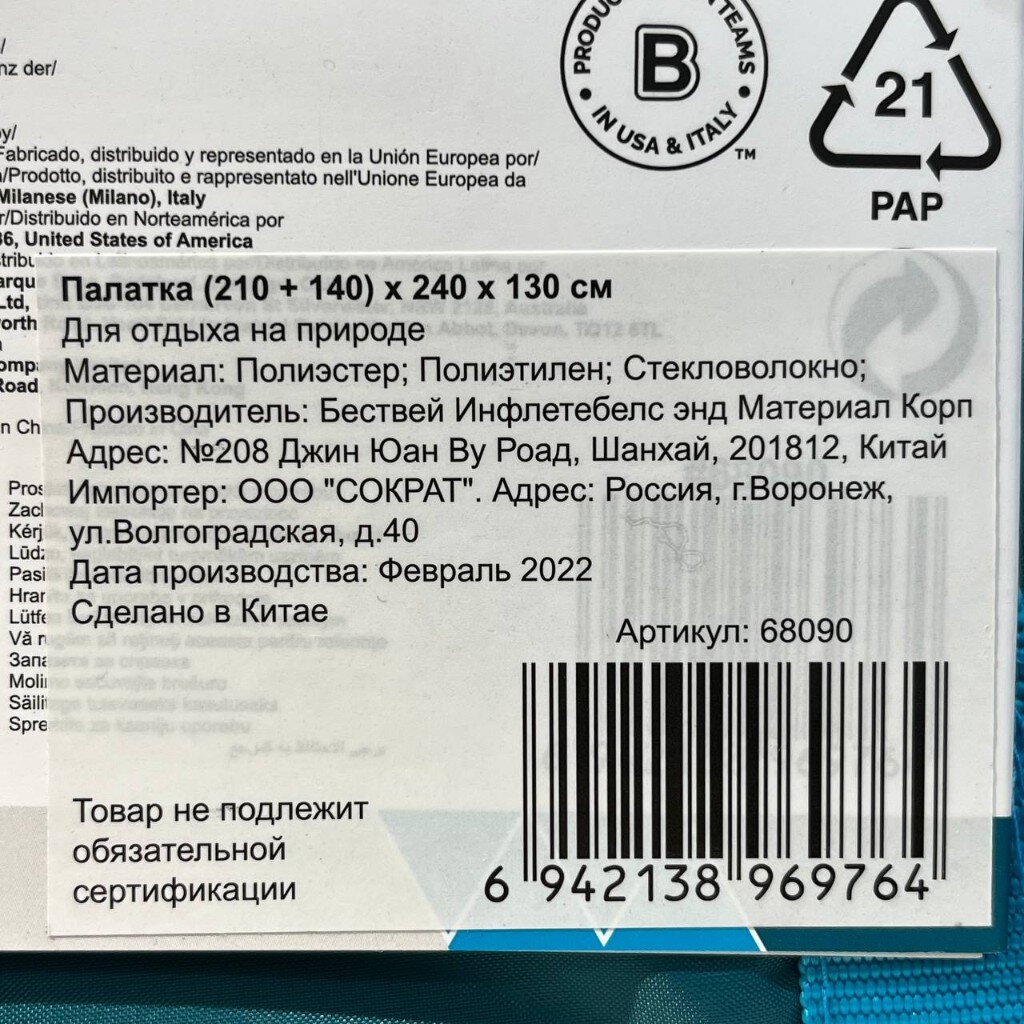 PRODUC TEAMS
B
IN USA & ITALY
TM
21
PAP
nz der/
Fabricado, distribuido y representado en la Unión Europea por/
/Prodotto, distribuito e rappresentato nell'Unione Europea da
Milanese (Milano), Italy
/Distribuido en Norteamérica por
United States of America
Палатка (210 + 140) x 240 x 130 см
Для отдыха на природе
Материал: Полиэстер; Полиэтилен; Стекловолокно;
Производитель: Бествей Инфлетебелс энд Материал Корп
Адрес: №208 Джин Юан Ву Роад, Шанхай, 201812, Китай
Импортер: ООО "СОКРАТ". Адрес: Россия, г.Воронеж,
ул.Волгоградская, д.40
Дата производства: Февраль 2022
Сделано в Китае
Артикул: 68090
Товар не подлежит
обязательной
сертификации
6 942138 969764